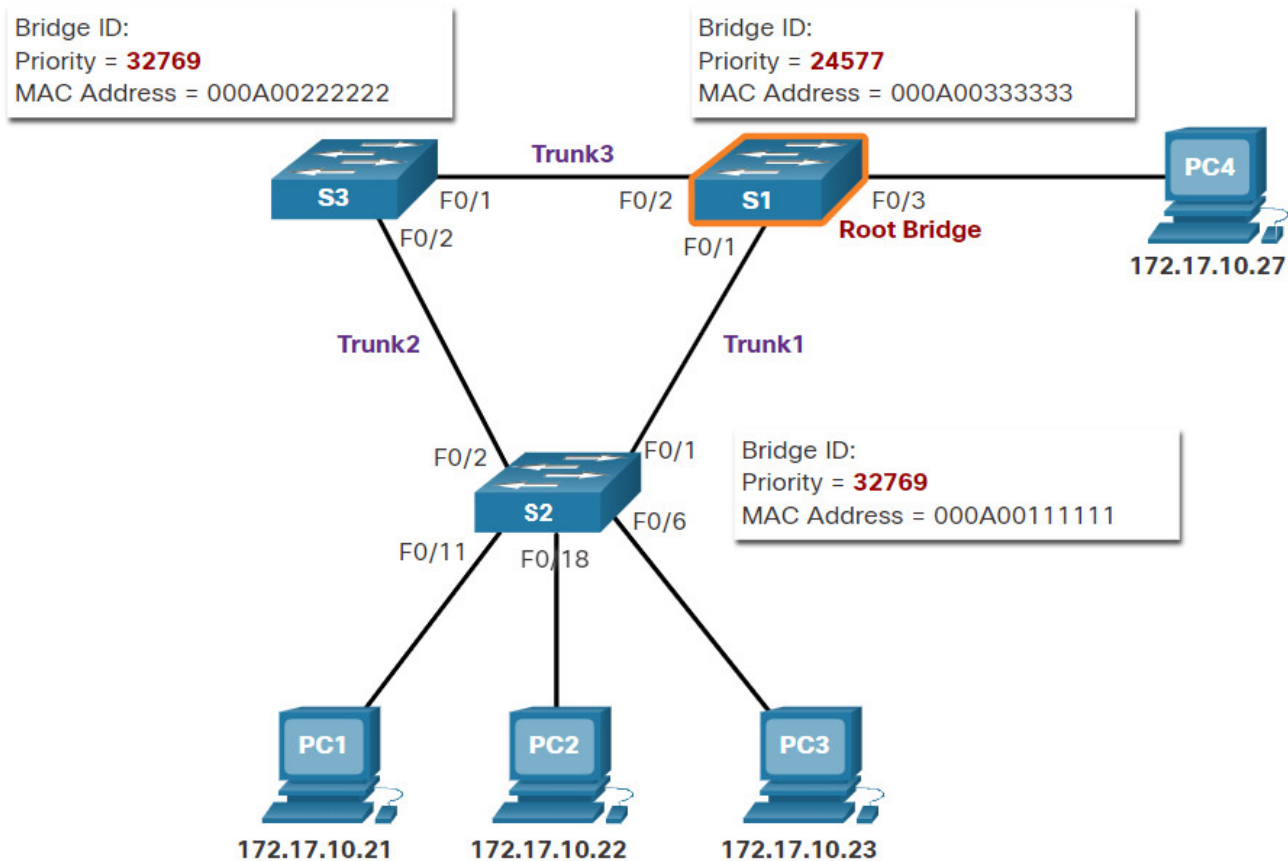 Bridge ID:
Priority = 32769
MAC Address = 000A00222222
Bridge ID:
Priority = 24577
MAC Address = 000A00333333
Trunk3
PC4
S3
F0/1
F0/2
S1
F0/3
Root Bridge
F0/2
F0/1
172.17.10.27
Trunk2
Trunk1
F0/2
F0/1
Bridge ID:
Priority = 32769
MAC Address = 000A00111111
S2
F0/6
F0/11
F0/18
PC1
PC2
PC3
172.17.10.21
172.17.10.22
172.17.10.23